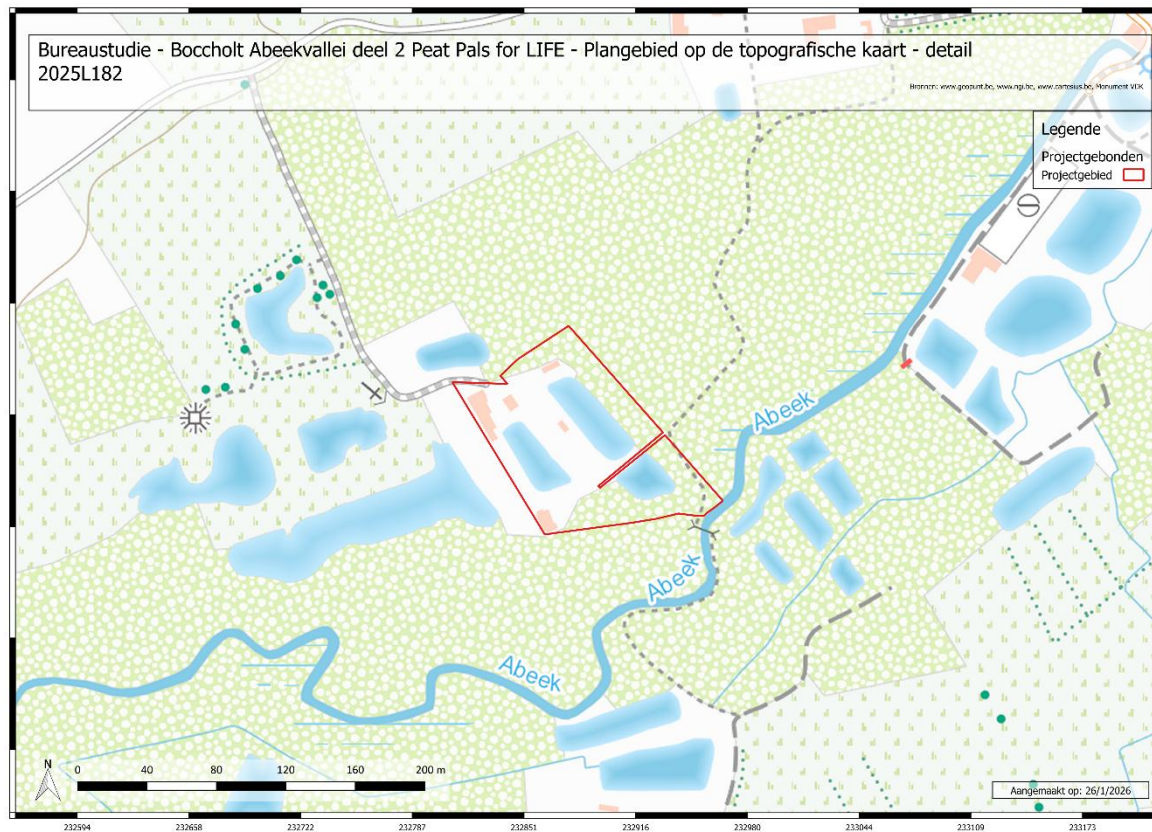 Bureaustudie - Boccholt Abeekvallei deel 2 Peat Pals for LIFE - Plangebied op de topografische kaart - detail
2025L182
Bronnen: www.geopunt.be, www.ngi.be, www.cartesius.be, Monument VDK
Legende
Projectgebonden
Projectgebied
Abeek
Abeek
Abeek
N
0 40 80 120 160 200 m
Aangemaakt op: 26/1/2026
232594 232658 232722 232787 232851 232916 232980 233044 233109 233173